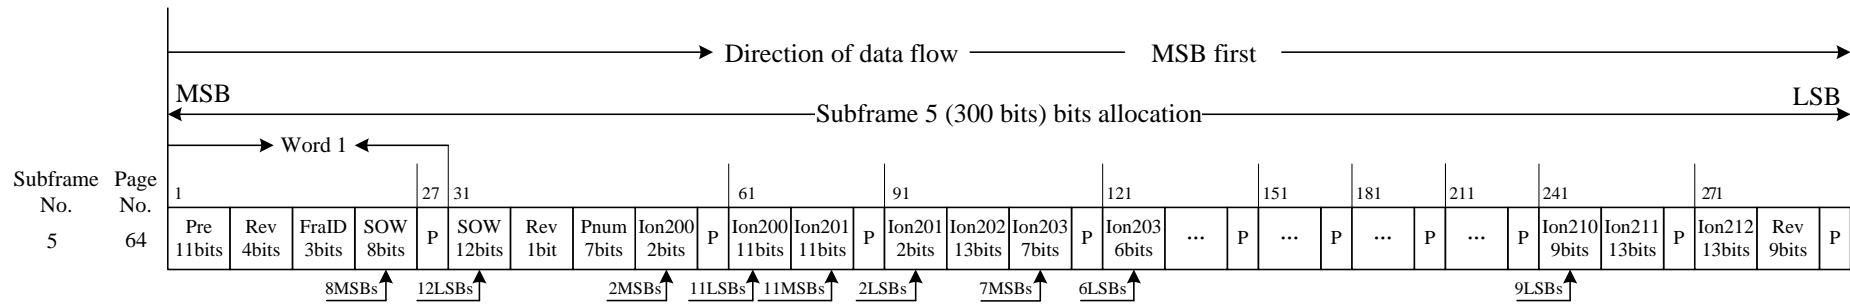 Direction of data flow MSB first
MSB LSB
Subframe 5 (300 bits) bits allocation
Word 1
Subframe No. Page No.
1 27 31 61 91 121 151 181 211 241 271
5 64
Pre 11bits
Rev 4bits
FraID 3bits
SOW 8bits
P
SOW 12bits
Rev 1bit
Pnum 7bits
Ion200 2bits
P
Ion200 11bits
Ion201 11bits
P
Ion201 2bits
Ion202 13bits
Ion203 7bits
P
Ion203 6bits
...
P
...
P
...
P
...
P
Ion210 9bits
Ion211 13bits
P
Ion212 13bits
Rev 9bits
P
8MSBs 12LSBs 2MSBs 11LSBs 11MSBs 2LSBs 7MSBs 6LSBs 9LSBs